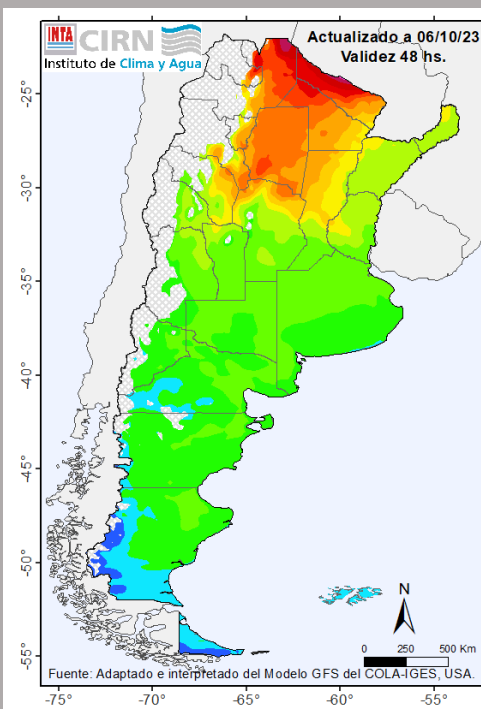 INTA CIRN
Instituto de Clima y Agua
Actualizado a 06/10/23
Validez 48 hs.
-25°
-30°
-35°
-40°
-45°
-50°
-55°
N
0 250 500 Km
Fuente: Adaptado e interpretado del Modelo GFS del COLA-IGES, USA.
-75° -70° -65° -60° -55°